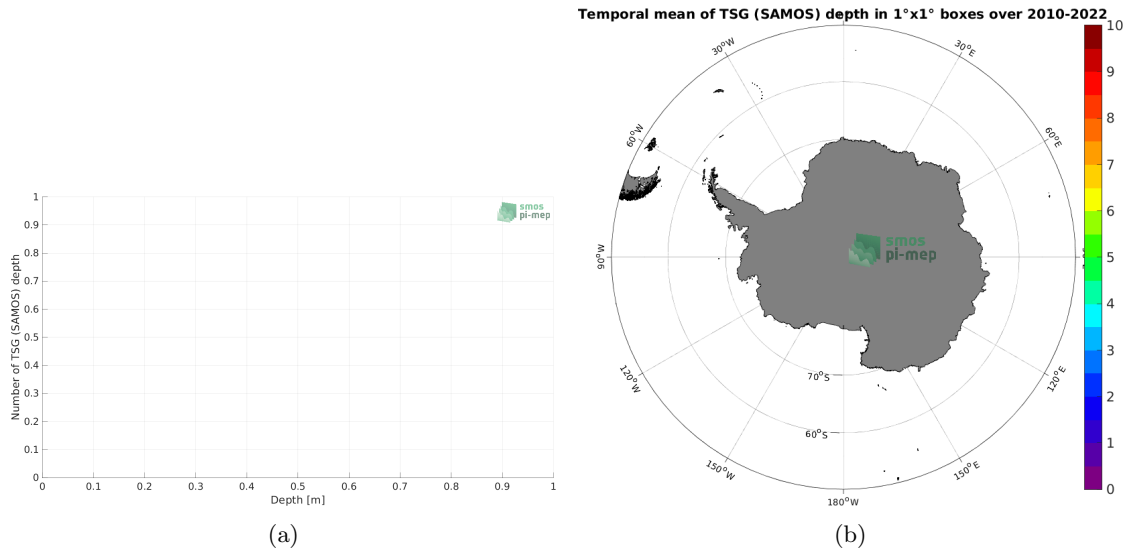 Number of TSG (SAMOS) depth
1
0.9
0.8
0.7
0.6
0.5
0.4
0.3
0.2
0.1
0
0 0.1 0.2 0.3 0.4 0.5 0.6 0.7 0.8 0.9 1
Depth [m]
smos
pi-mep
(a)
Temporal mean of TSG (SAMOS) depth in 1°x1° boxes over 2010-2022
30°W
30°E
60°W
60°E
90°W
120°W
120°E
150°W
150°E
180°W
70°S
60°S
smos
pi-mep
10
9
8
7
6
5
4
3
2
1
0
(b)